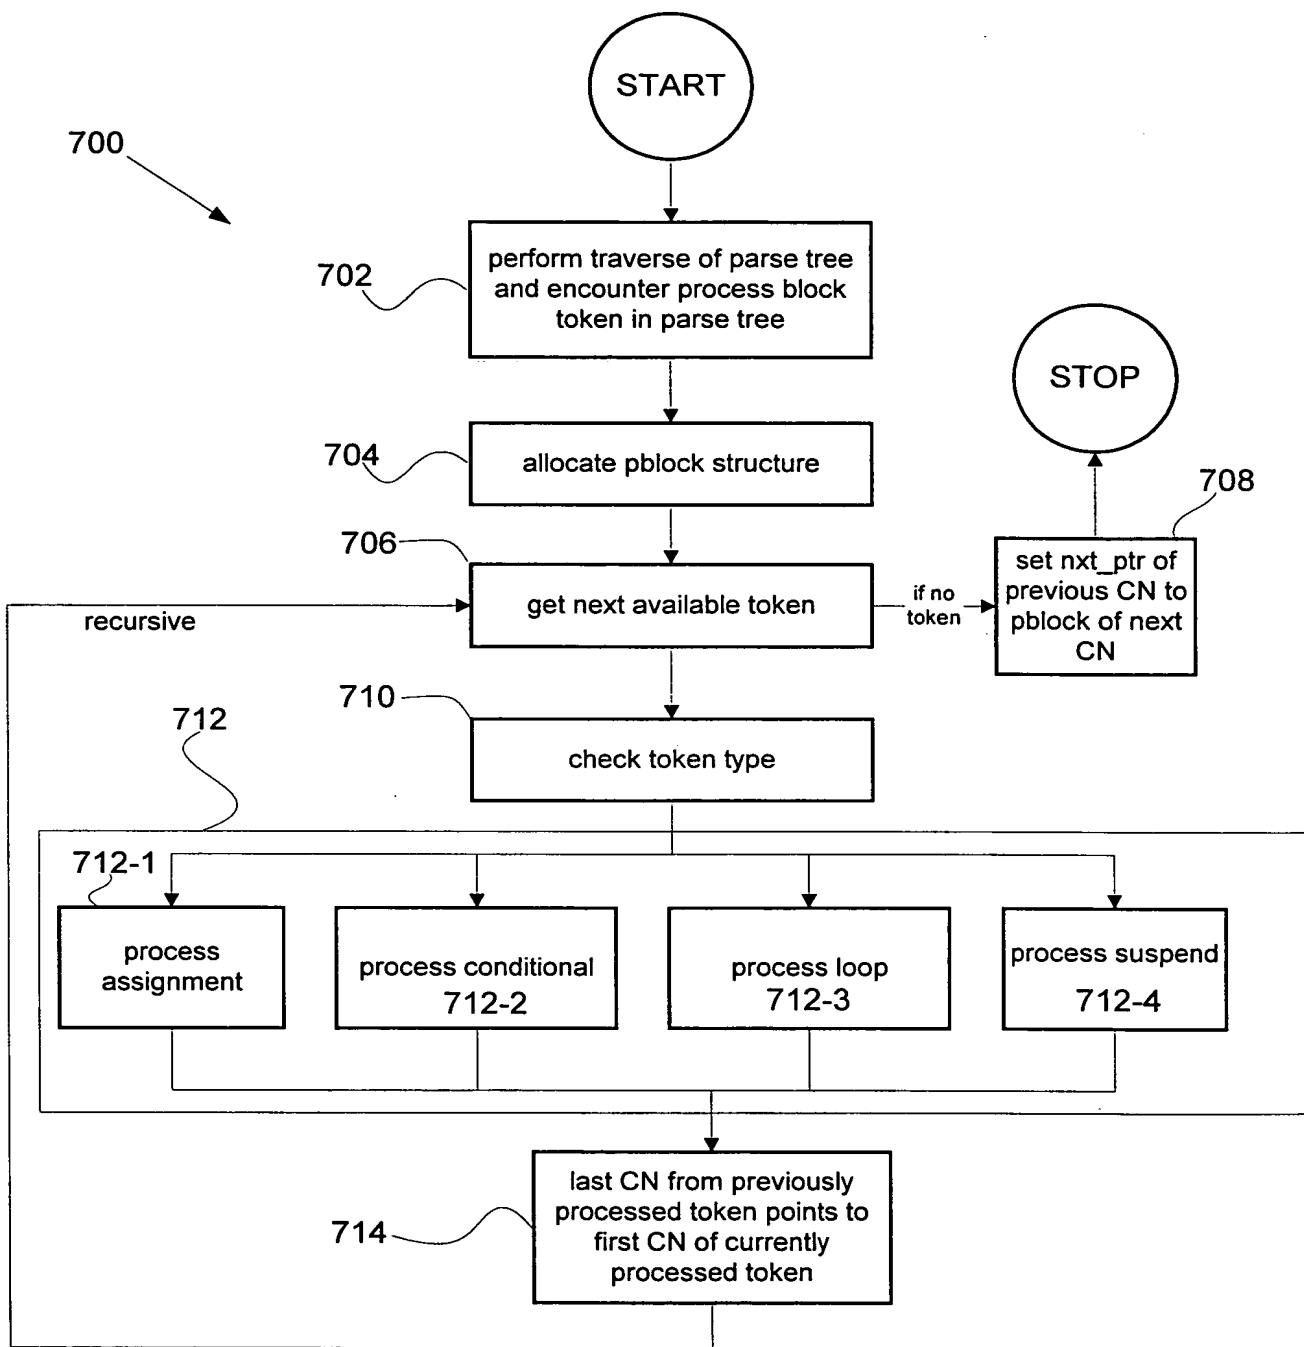 START
700
702
perform traverse of parse tree
and encounter process block
token in parse tree
STOP
704
allocate pblock structure
708
706
get next available token
if no
token
set nxt_ptr of
previous CN to
pblock of next
CN
recursive
710
check token type
712
712-1
process
assignment
process conditional
712-2
process loop
712-3
process suspend
712-4
714
last CN from previously
processed token points to
first CN of currently
processed token